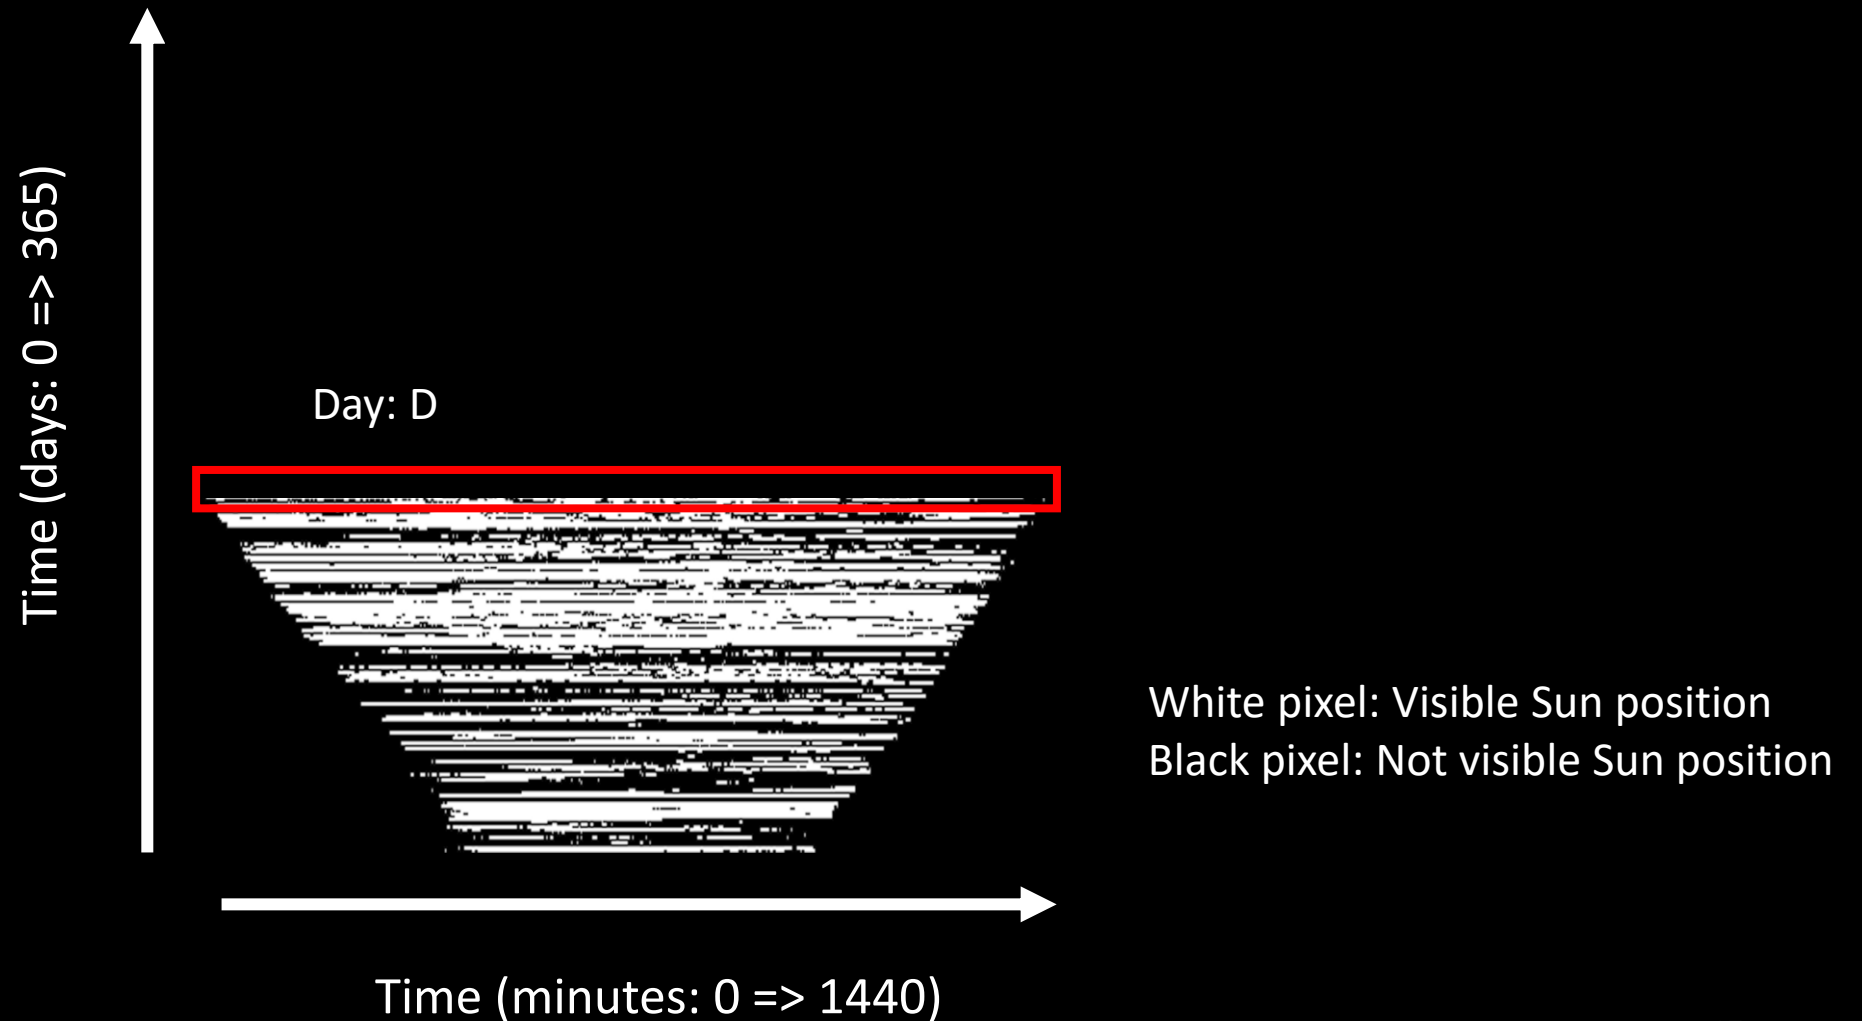 Time (days: 0 => 365)
Day: D
White pixel: Visible Sun position
Black pixel: Not visible Sun position
Time (minutes: 0 => 1440)